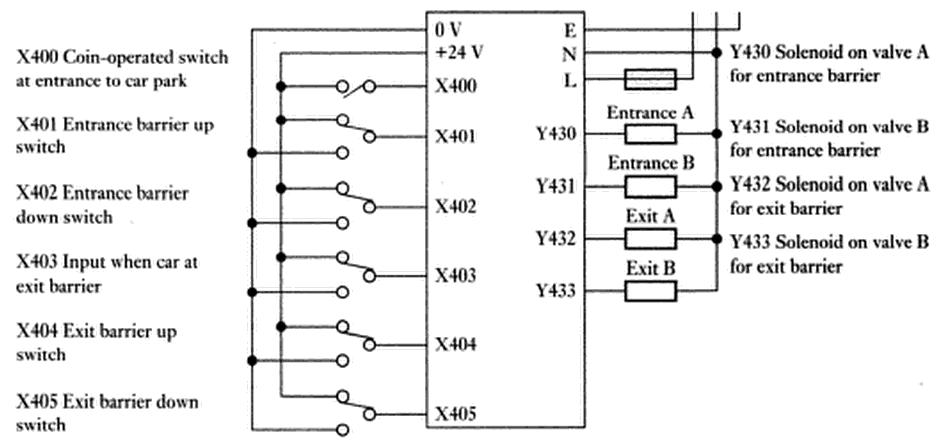 X400 Coin-operated switch
at entrance to car park
X401 Entrance barrier up
switch
X402 Entrance barrier
down switch
X403 Input when car at
exit barrier
X404 Exit barrier up
switch
X405 Exit barrier down
switch
0 V
+24 V
X400
X401
X402
X403
X404
X405
E
N
L
Y430
Y431
Y432
Y433
Entrance A
Entrance B
Exit A
Exit B
Y430 Solenoid on valve A
for entrance barrier
Y431 Solenoid on valve B
for entrance barrier
Y432 Solenoid on valve A
for exit barrier
Y433 Solenoid on valve B
for exit barrier